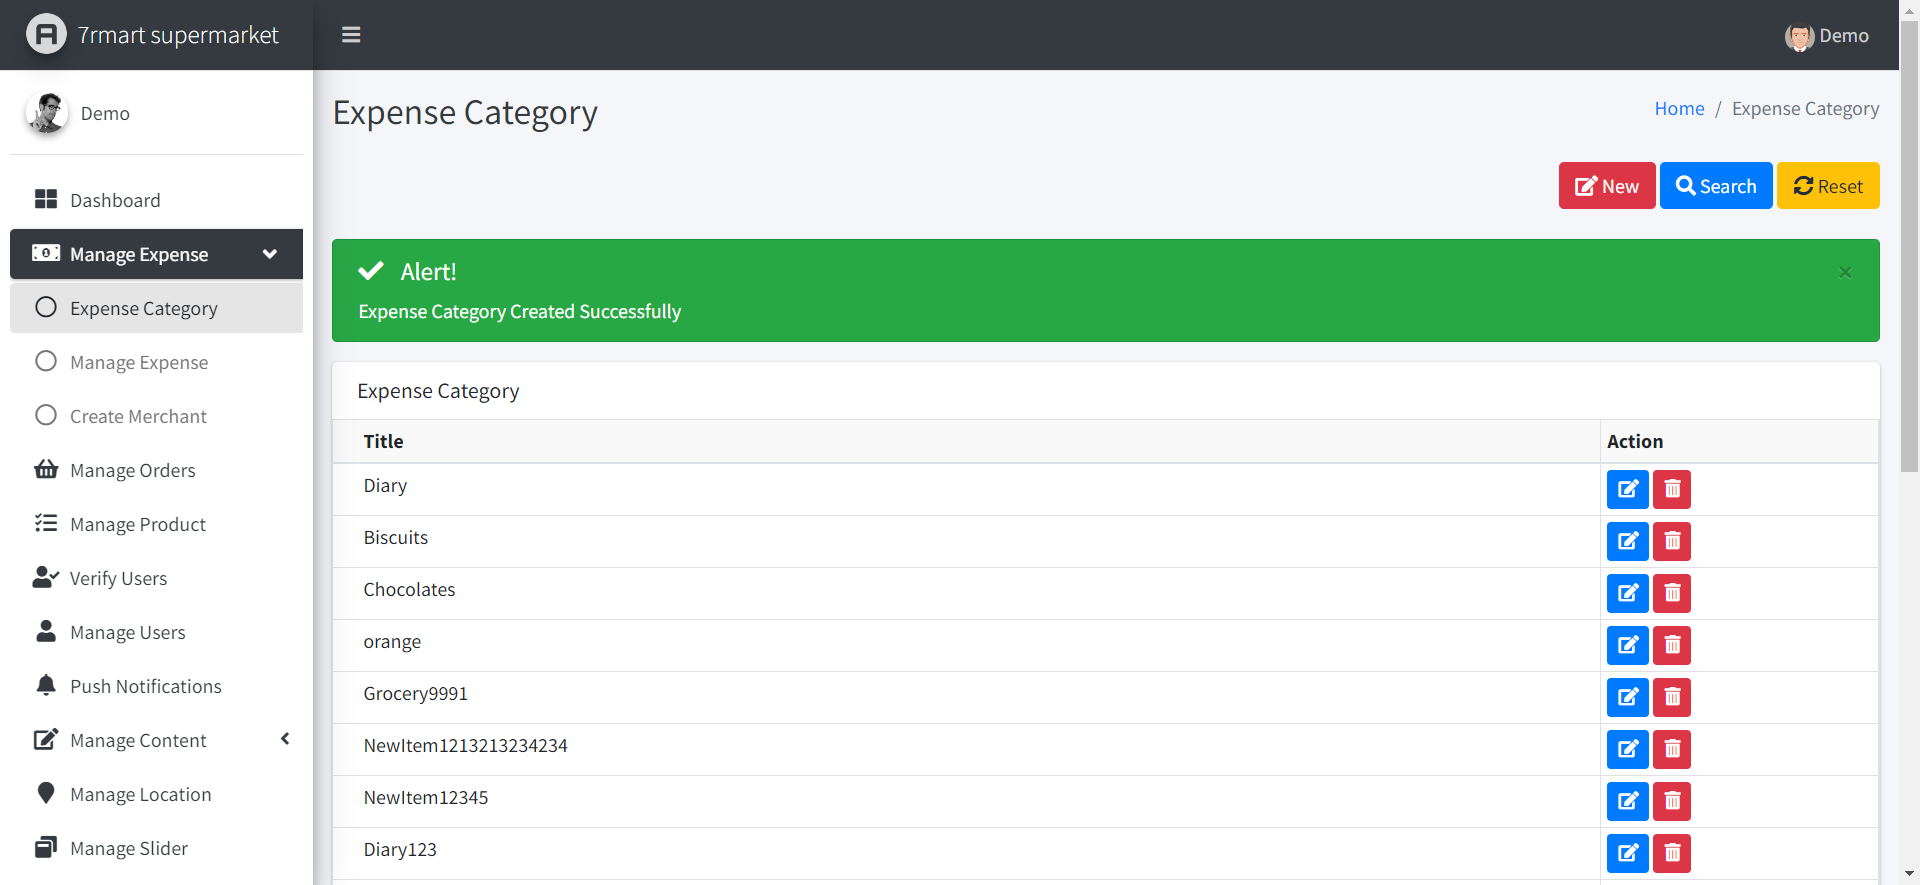 7rmart supermarket
Demo
Demo
Dashboard
Manage Expense
Expense Category
Manage Expense
Create Merchant
Manage Orders
Manage Product
Verify Users
Manage Users
Push Notifications
Manage Content
Manage Location
Manage Slider
Expense Category
Home / Expense Category
New Search Reset
Alert!
×
Expense Category Created Successfully
Expense Category
Title Action
Diary
Biscuits
Chocolates
orange
Grocery9991
NewItem1213213234234
NewItem12345
Diary123